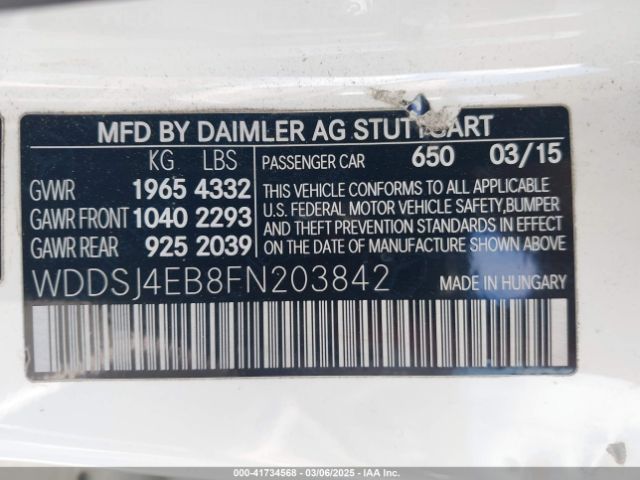 MFD BY DAIMLER AG STUTTGART
KG LBS
PASSENGER CAR 650 03/15
GVWR 1965 4332
GAWR FRONT 1040 2293
GAWR REAR 925 2039
THIS VEHICLE CONFORMS TO ALL APPLICABLE
U.S. FEDERAL MOTOR VEHICLE SAFETY,BUMPER
AND THEFT PREVENTION STANDARDS IN EFFECT
ON THE DATE OF MANUFACTURE SHOWN ABOVE.
WDDSJ4EB8FN203842
MADE IN HUNGARY
000-41734568 — 03/06/2025 — IAA, Inc.